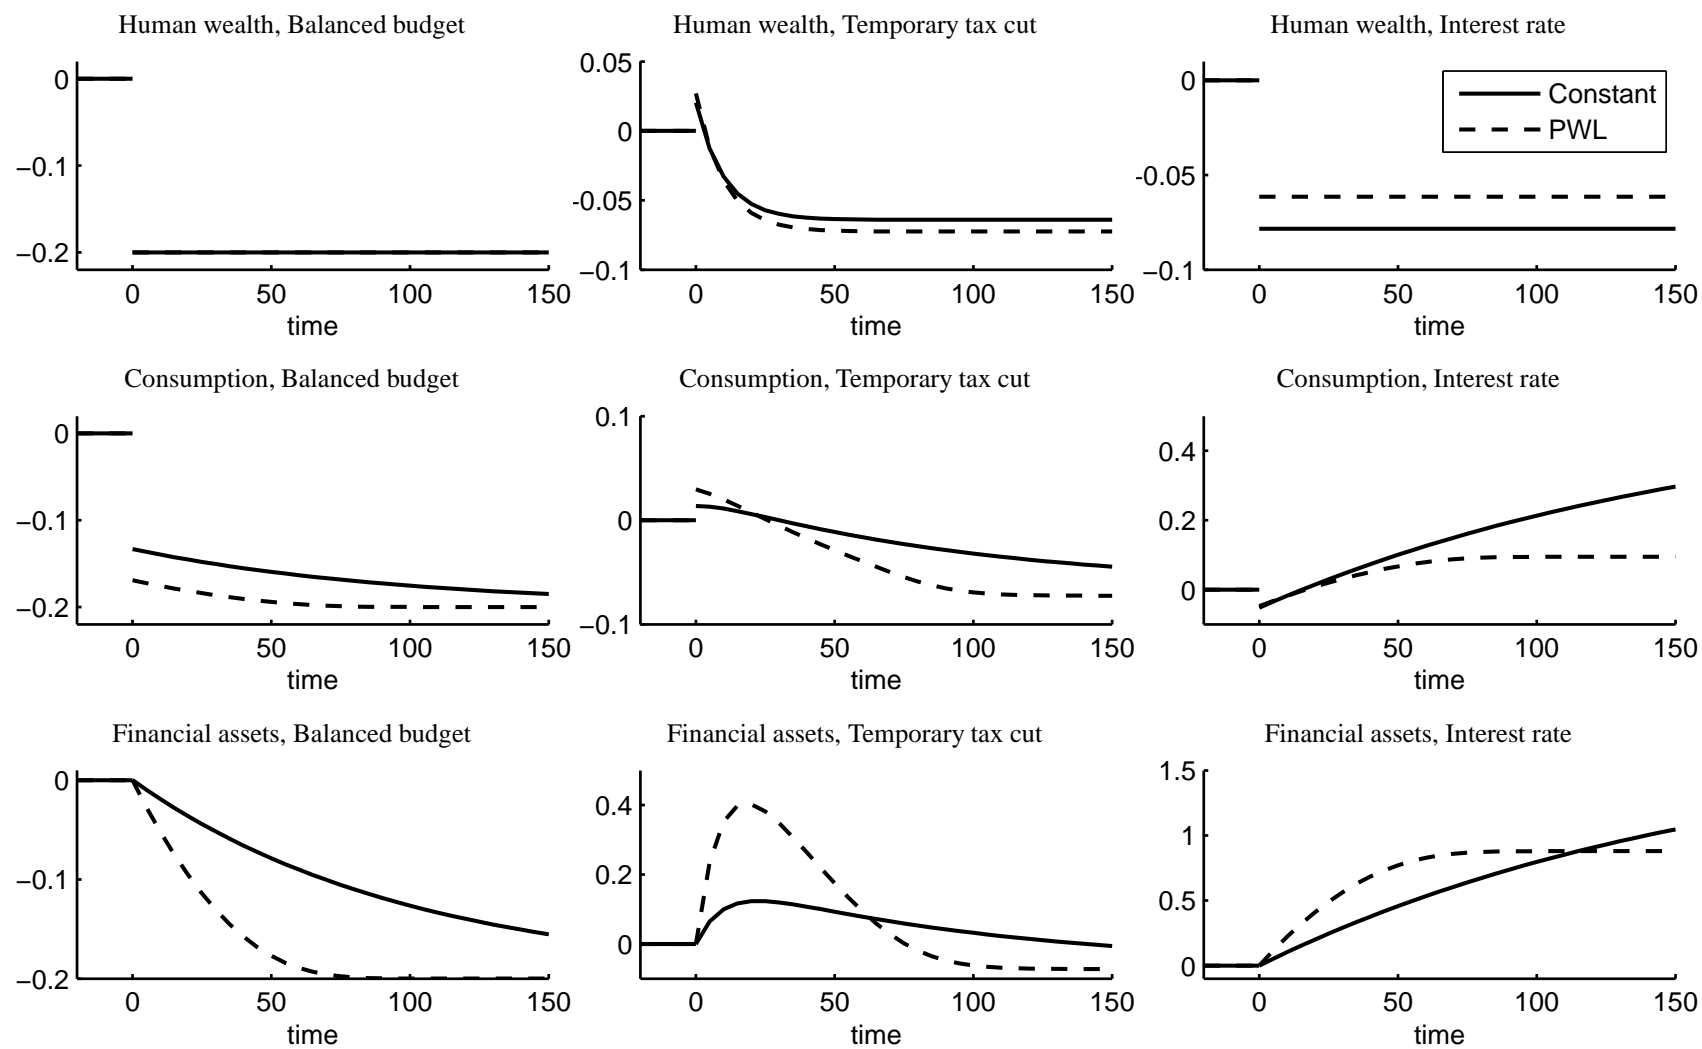 Human wealth, Balanced budget
0
−0.1
−0.2
0 50 100 150
time
Human wealth, Temporary tax cut
0.05
0
-0.05
−0.1
0 50 100 150
time
Human wealth, Interest rate
0
-0.05
−0.1
Constant
PWL
0 50 100 150
time
Consumption, Balanced budget
0
−0.1
−0.2
0 50 100 150
time
Consumption, Temporary tax cut
0.1
0
−0.1
0 50 100 150
time
Consumption, Interest rate
0.4
0.2
0
0 50 100 150
time
Financial assets, Balanced budget
0
−0.1
−0.2
0 50 100 150
time
Financial assets, Temporary tax cut
0.4
0.2
0
0 50 100 150
time
Financial assets, Interest rate
1.5
1
0.5
0
0 50 100 150
time